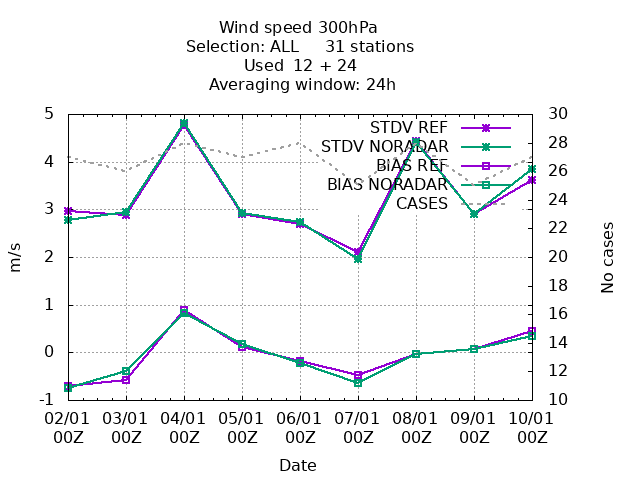 Wind speed 300hPa
Selection: ALL 31 stations
Used 12 + 24
Averaging window: 24h
STDV REF
STDV NORADAR
BIAS REF
BIAS NORADAR
CASES
5
4
3
2
1
0
-1
m/s
30
28
26
24
22
20
18
16
14
12
10
No cases
02/01 03/01 04/01 05/01 06/01 07/01 08/01 09/01 10/01
00Z 00Z 00Z 00Z 00Z 00Z 00Z 00Z 00Z
Date